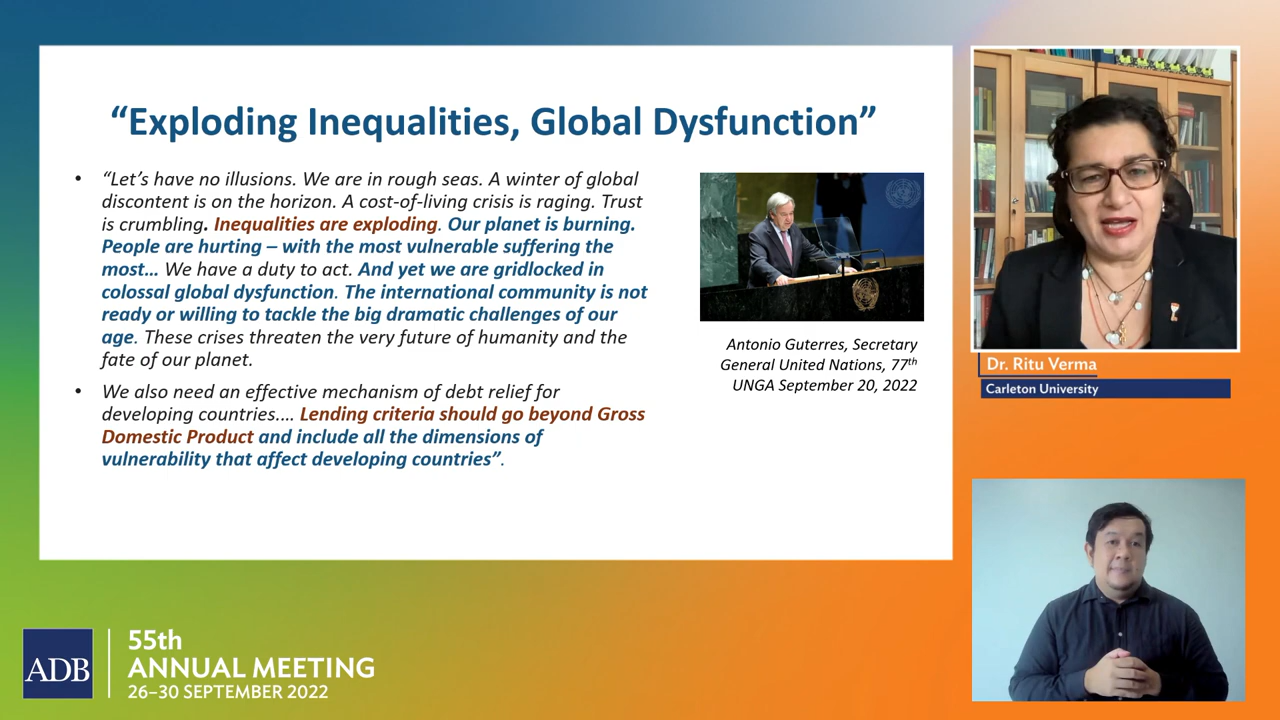 “Exploding Inequalities, Global Dysfunction”
• “Let’s have no illusions. We are in rough seas. A winter of global
discontent is on the horizon. A cost-of-living crisis is raging. Trust
is crumbling. Inequalities are exploding. Our planet is burning.
People are hurting – with the most vulnerable suffering the
most… We have a duty to act. And yet we are gridlocked in
colossal global dysfunction. The international community is not
ready or willing to tackle the big dramatic challenges of our
age. These crises threaten the very future of humanity and the
fate of our planet.
• We also need an effective mechanism of debt relief for
developing countries.... Lending criteria should go beyond Gross
Domestic Product and include all the dimensions of
vulnerability that affect developing countries”.
Antonio Guterres, Secretary
General United Nations, 77th
UNGA September 20, 2022
Dr. Ritu Verma
Carleton University
ADB
55th
ANNUAL MEETING
26–30 SEPTEMBER 2022